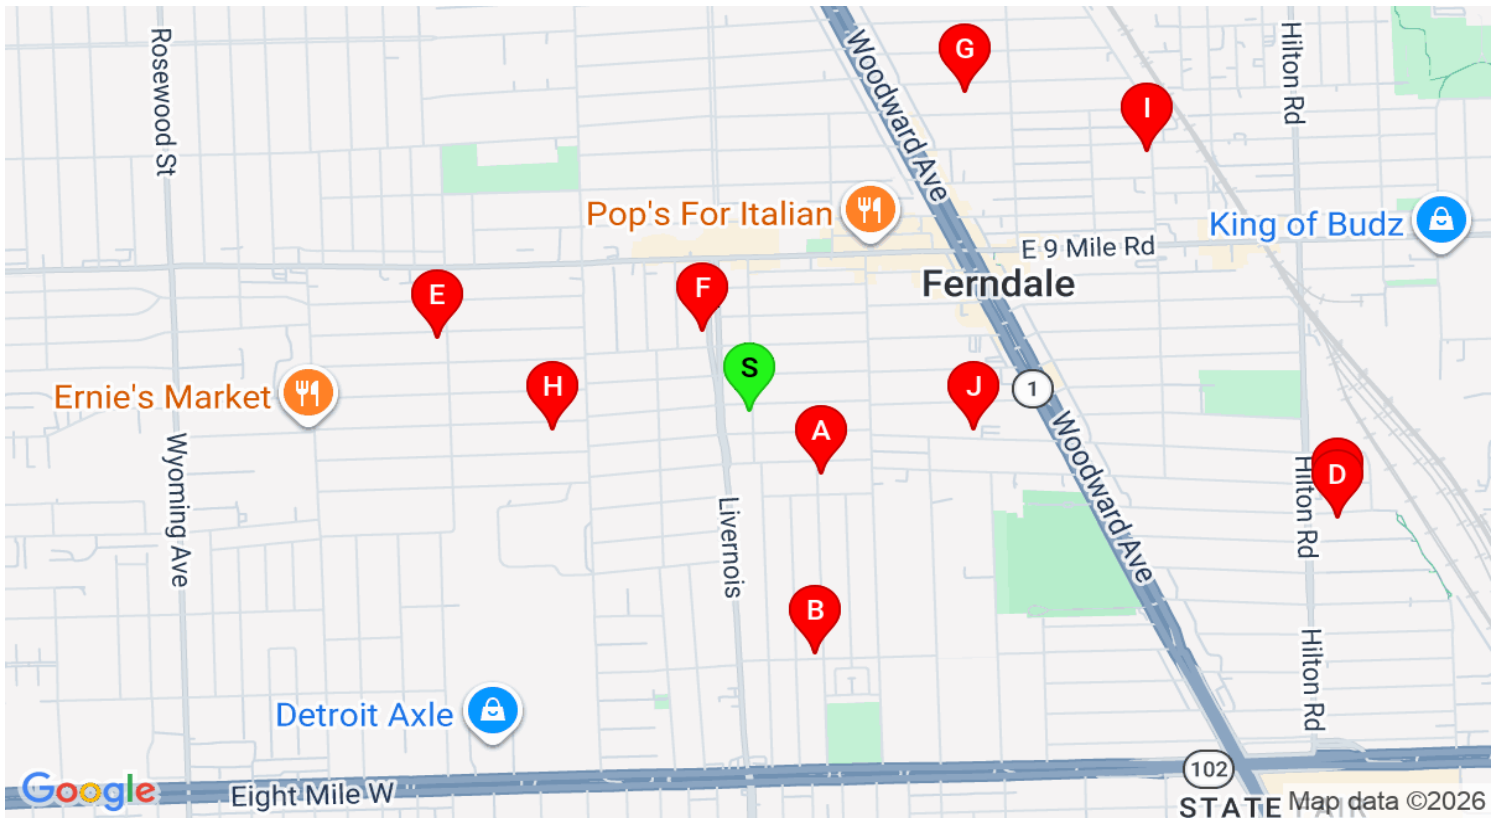 Rosewood St
Woodward Ave
G
Hilton Rd
I
Pop's For Italian
King of Budz
E 9 Mile Rd
E
F
Ferndale
S
H
J
1
Ernie's Market
A
Wyoming Ave
Livernois
Woodward Ave
Hilton Rd
D
B
Hilton Rd
Detroit Axle
102
Google
Eight Mile W
STATE
Map data ©2026